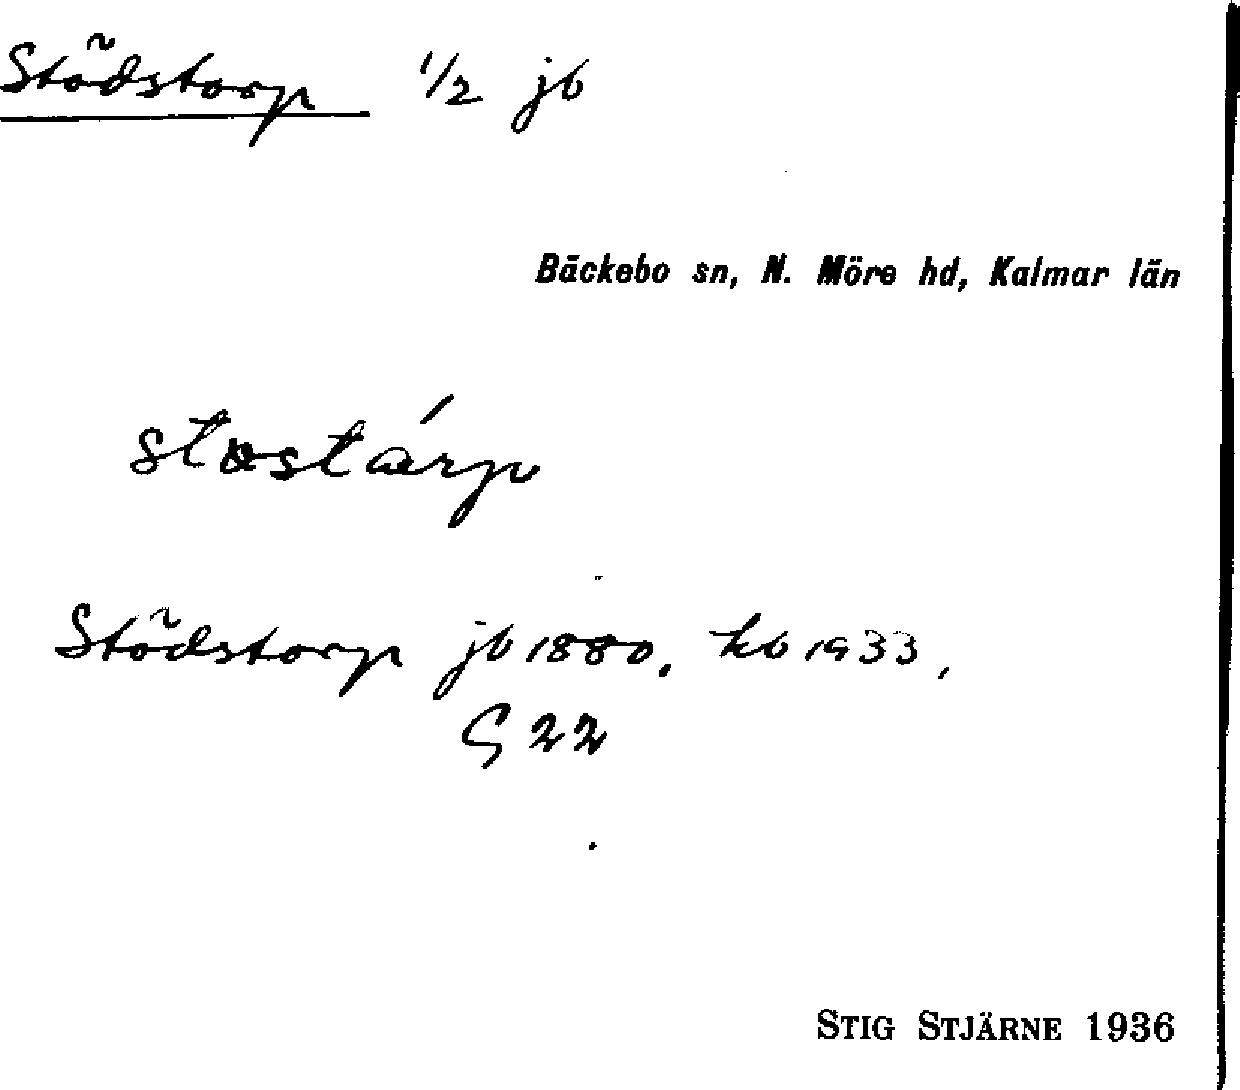 Stödstorp 1/2 jb
Bäckebo sn, N. Möre hd, Kalmar län
Stödstorp jb 1880, kb 1933,
G 22
STIG STJÄRNE 1936